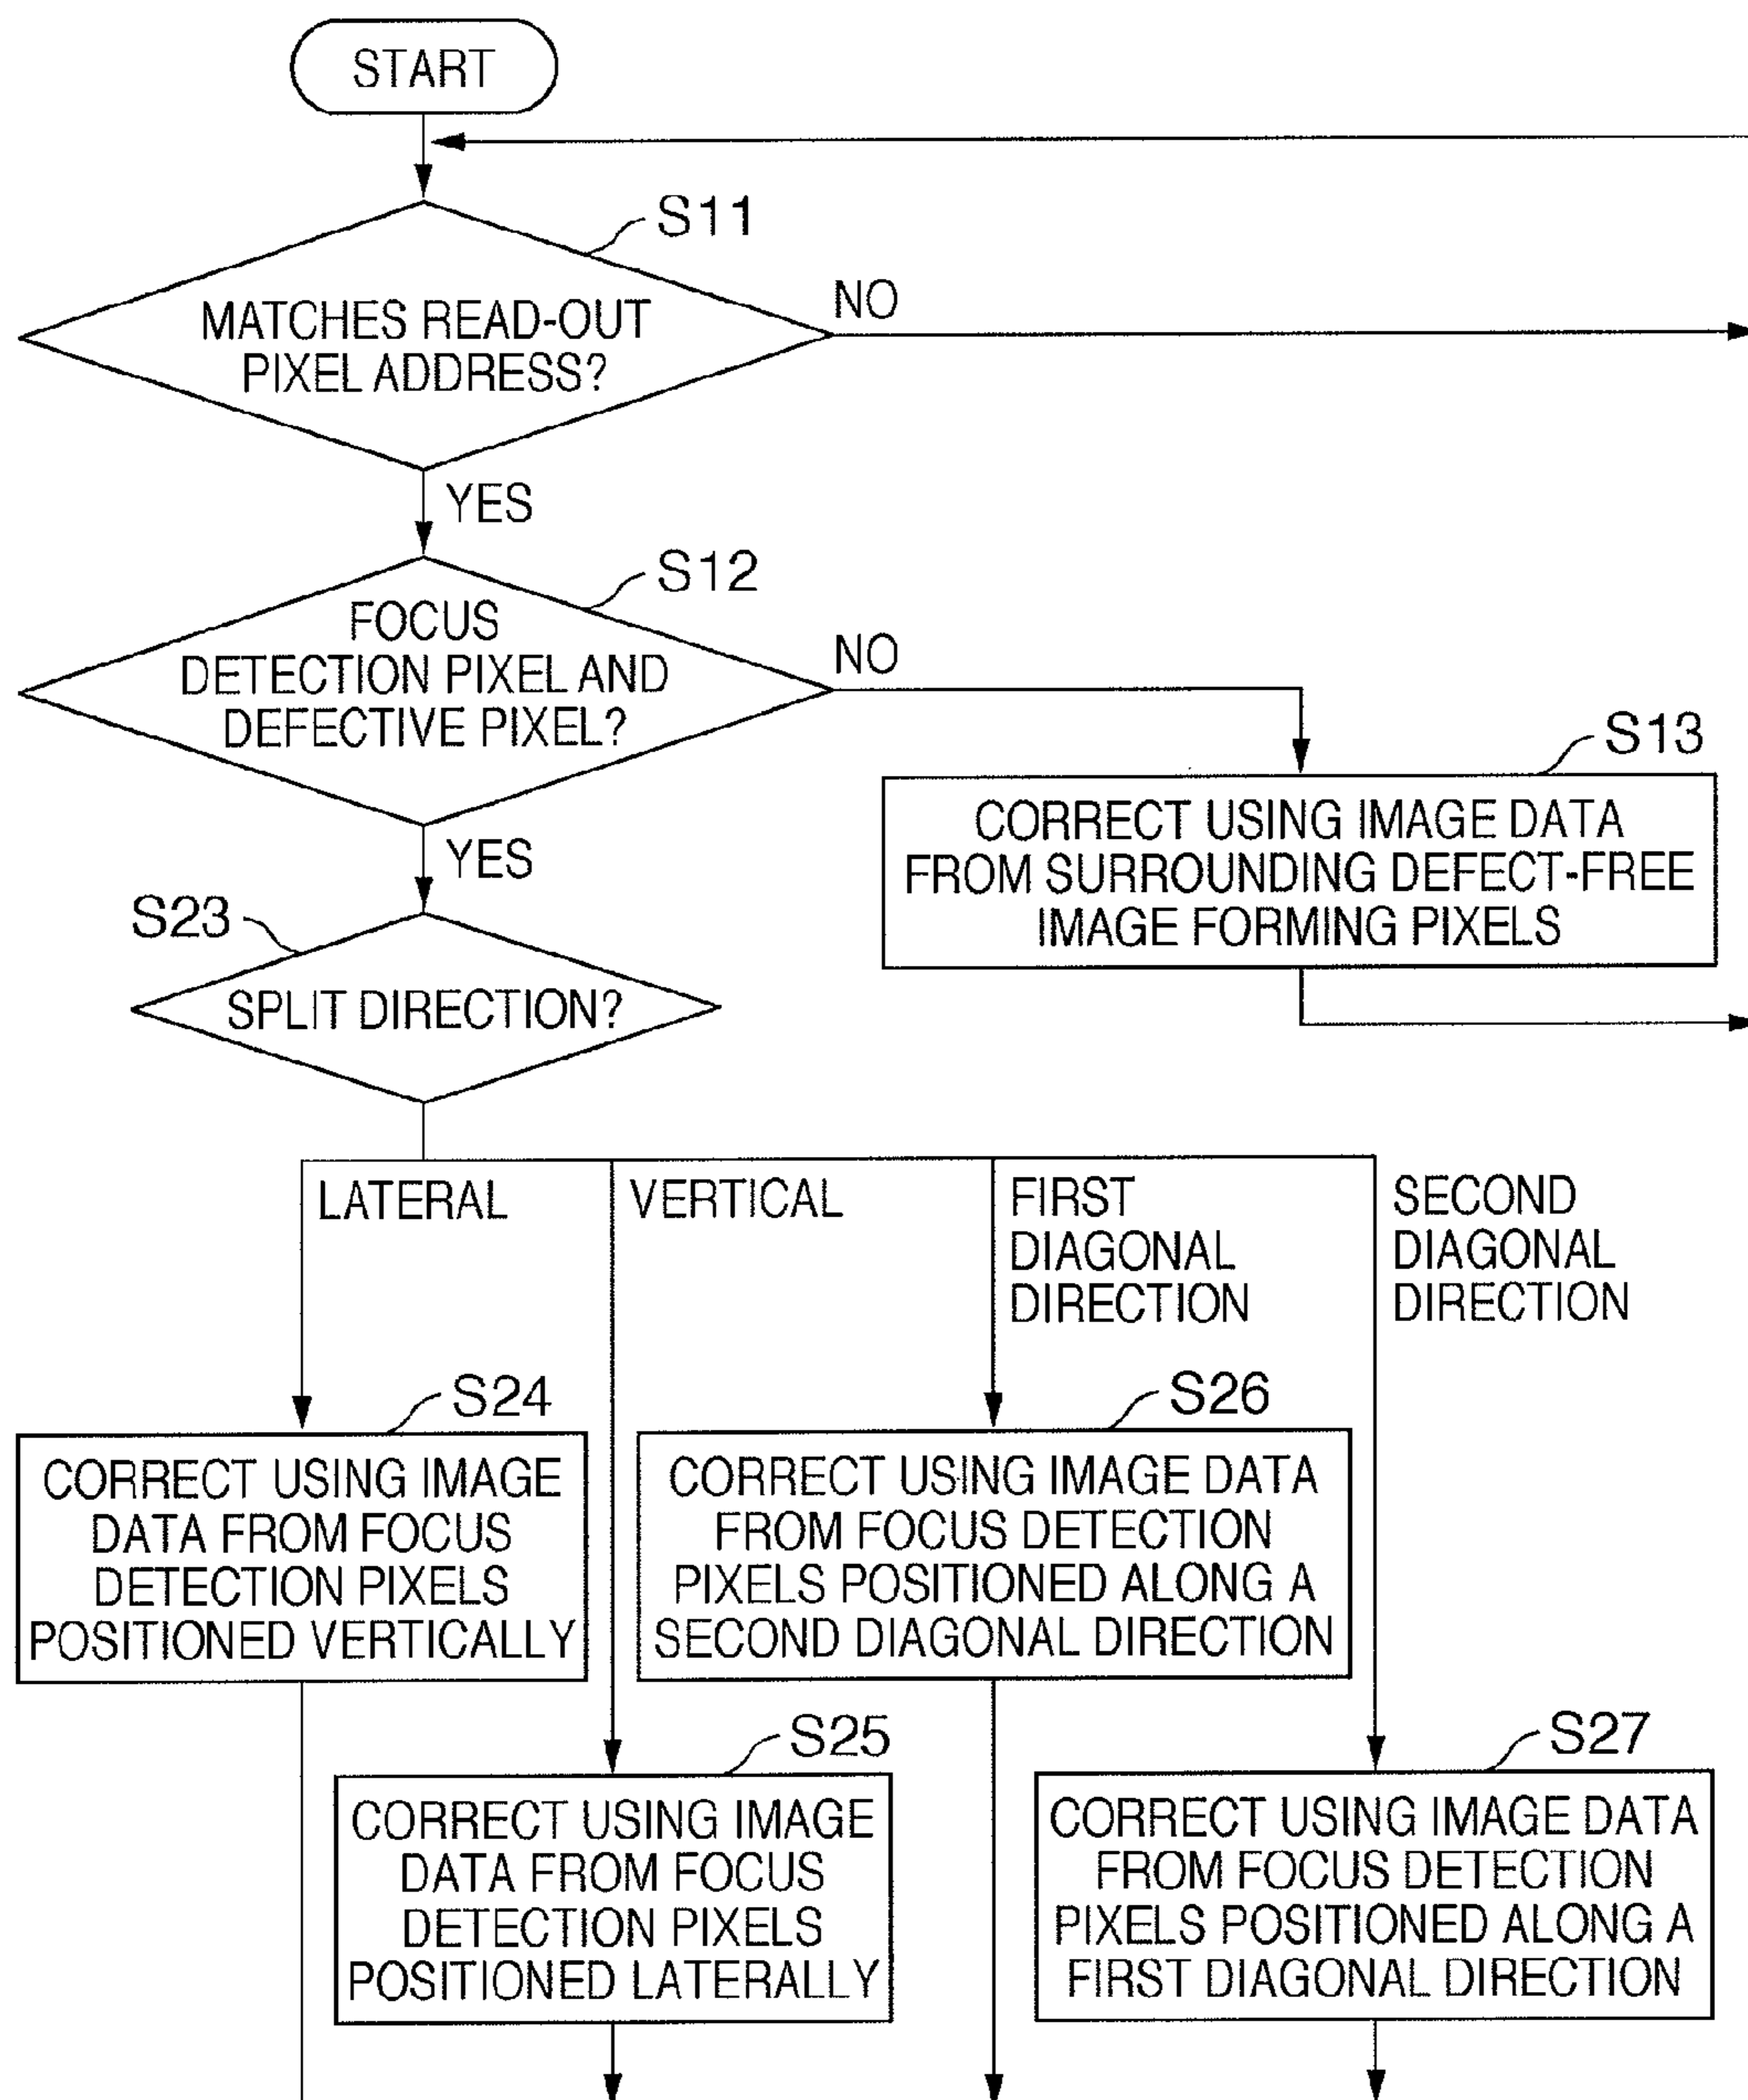 START
S11
MATCHES READ-OUT
PIXEL ADDRESS?
NO
YES
S12
FOCUS
DETECTION PIXEL AND
DEFECTIVE PIXEL?
NO
YES
S13
CORRECT USING IMAGE DATA
FROM SURROUNDING DEFECT-FREE
IMAGE FORMING PIXELS
S23
SPLIT DIRECTION?
LATERAL
VERTICAL
FIRST
DIAGONAL
DIRECTION
SECOND
DIAGONAL
DIRECTION
S24
CORRECT USING IMAGE
DATA FROM FOCUS
DETECTION PIXELS
POSITIONED VERTICALLY
S26
CORRECT USING IMAGE DATA
FROM FOCUS DETECTION
PIXELS POSITIONED ALONG A
SECOND DIAGONAL DIRECTION
S25
CORRECT USING IMAGE
DATA FROM FOCUS
DETECTION PIXELS
POSITIONED LATERALLY
S27
CORRECT USING IMAGE DATA
FROM FOCUS DETECTION
PIXELS POSITIONED ALONG A
FIRST DIAGONAL DIRECTION